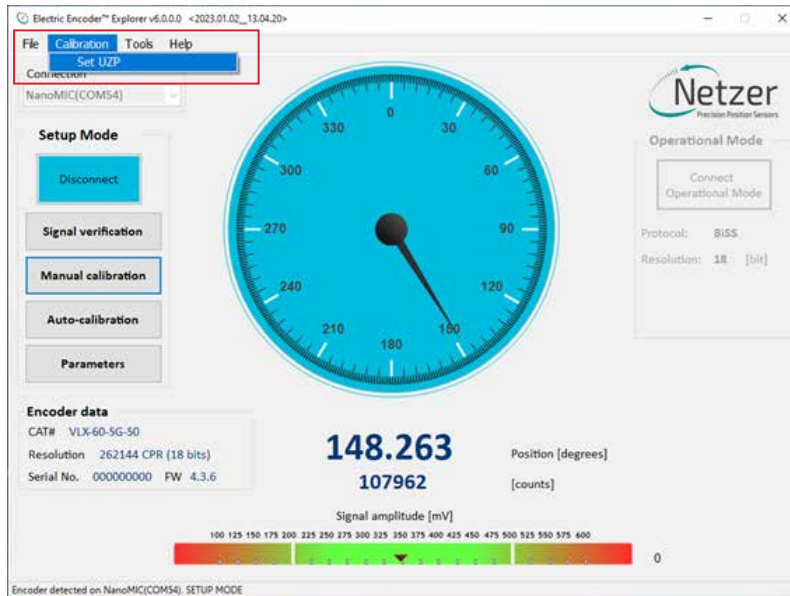 Electric Encoder™ Explorer v6.0.0.0 <2023.01.02__13.04.20>
File Calibration Tools Help
Set UZP
Connection
NanoMIC(COM54)
Netzer
Precision Position Sensors
Setup Mode
Disconnect
Signal verification
Manual calibration
Auto-calibration
Parameters
0
30
60
90
120
150
180
210
240
270
300
330
Operational Mode
Connect
Operational Mode
Protocol: BiSS
Resolution: 18 [bit]
Encoder data
CAT# VLX-60-SG-S0
Resolution 262144 CPR (18 bits)
Serial No. 000000000 FW 4.3.6
148.263 Position [degrees]
107962 [counts]
Signal amplitude [mV]
100 125 150 175 200 225 250 275 300 325 350 375 400 425 450 475 500 525 550 575 600
0
Encoder detected on NanoMIC(COM54). SETUP MODE